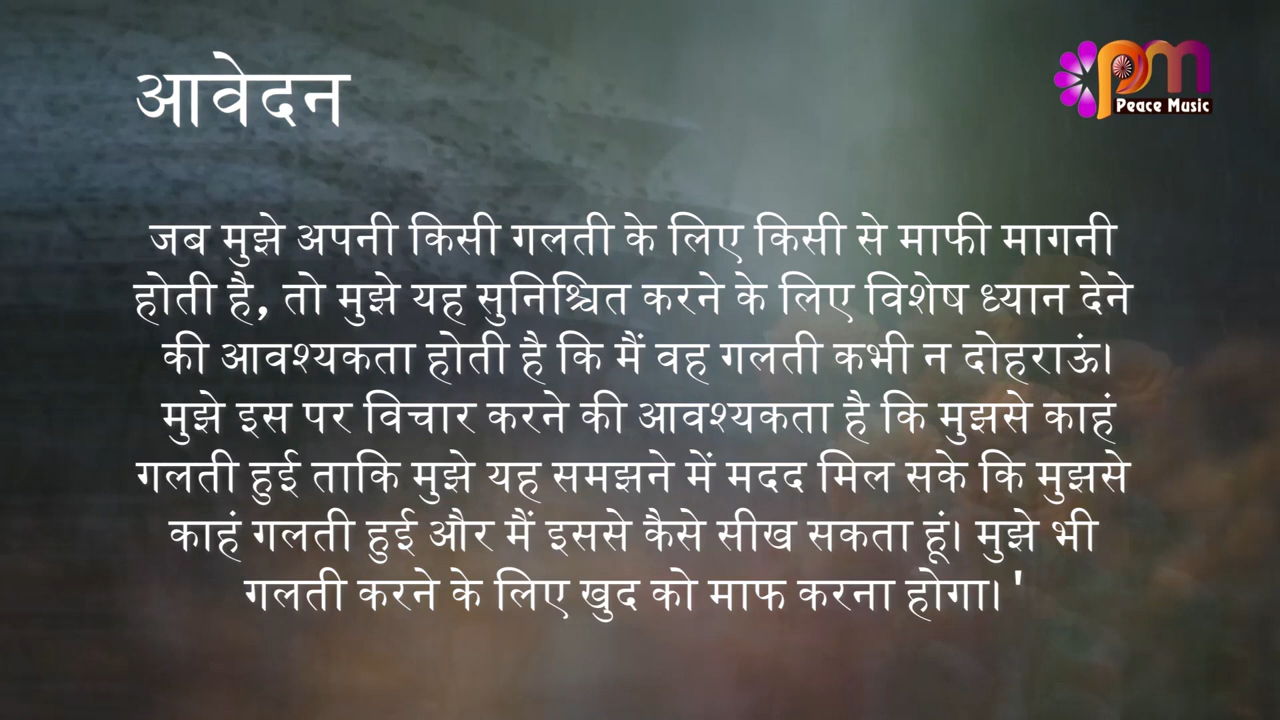 आवेदन
pm
Peace Music
जब मुझे अपनी किसी गलती के लिए किसी से माफी मागनी
होती है, तो मुझे यह सुनिश्चित करने के लिए विशेष ध्यान देने
की आवश्यकता होती है कि मैं वह गलती कभी न दोहराऊं।
मुझे इस पर विचार करने की आवश्यकता है कि मुझसे काहं
गलती हुई ताकि मुझे यह समझने में मदद मिल सके कि मुझसे
काहं गलती हुई और मैं इससे कैसे सीख सकता हूं। मुझे भी
गलती करने के लिए खुद को माफ करना होगा। '